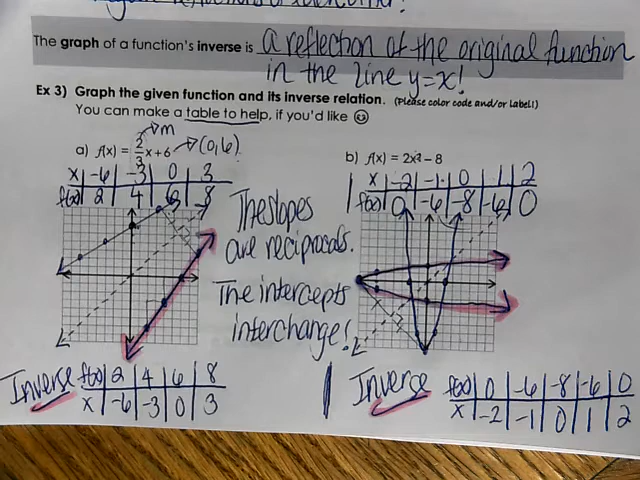 The graph of a function's inverse is a reflection of the original function
in the line y=x!
Ex 3) Graph the given function and its inverse relation. (Please color code and/or label!)
You can make a table to help, if you'd like ☺
→m
a) f(x) = 2/3 x + 6 → (0,6)
x | -6 | -3 | 0 | 3
f(x) | 2 | 4 | 6 | 8
The slopes
are reciprocals.
The intercepts
interchange!
Inverse
f(x) | 2 | 4 | 6 | 8
x | -6 | -3 | 0 | 3
b) f(x) = 2x² – 8
x | -2 | -1 | 0 | 1 | 2
f(x) | 0 | -6 | -8 | -6 | 0
Inverse
f(x) | 0 | -6 | -8 | -6 | 0
x | -2 | -1 | 0 | 1 | 2